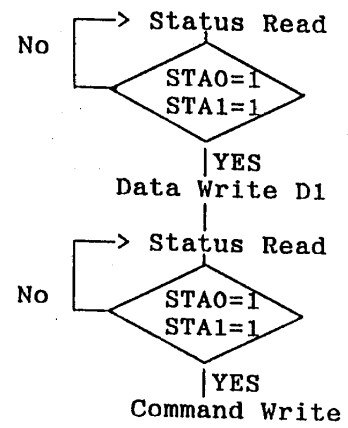 Status Read
No
STA0=1
STA1=1
YES
Data Write D1
Status Read
No
STA0=1
STA1=1
YES
Command Write